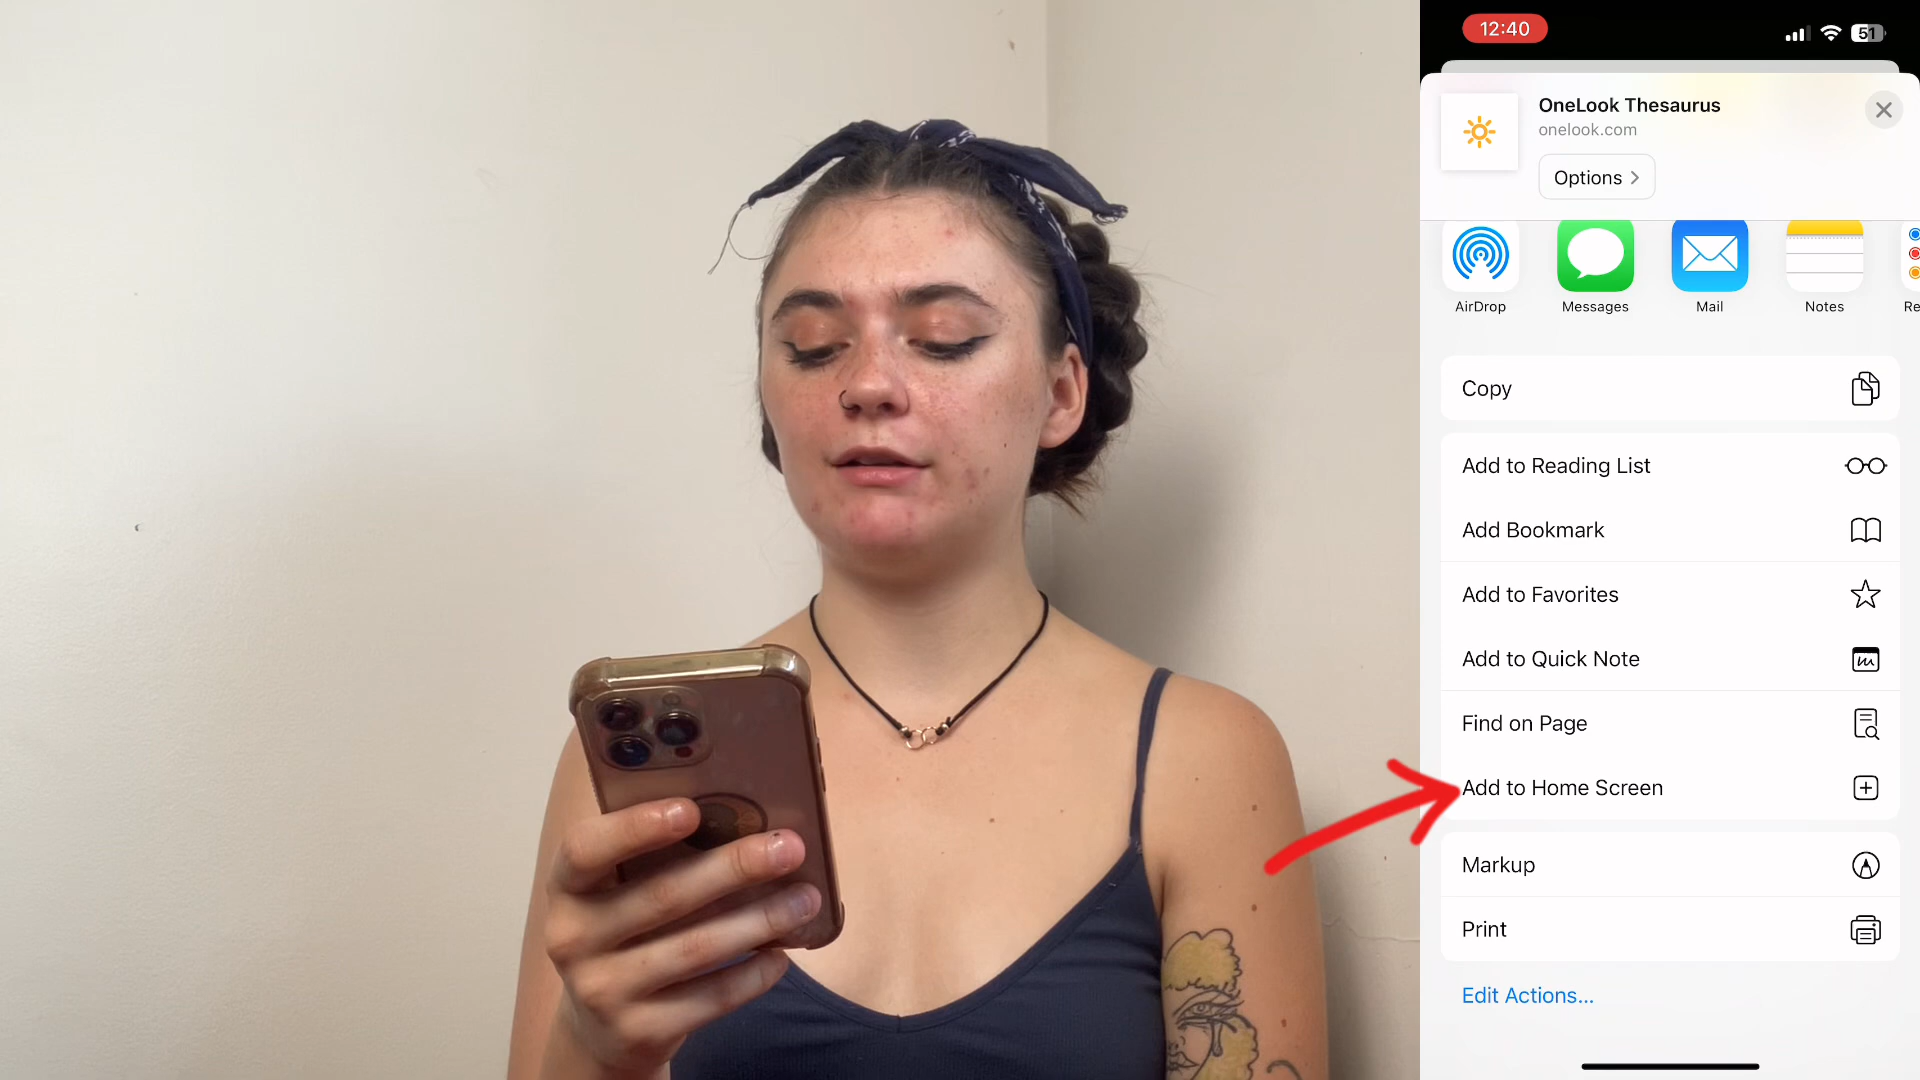 12:40
51
OneLook Thesaurus
onelook.com
Options
AirDrop
Messages
Mail
Notes
Re
Copy
Add to Reading List
Add Bookmark
Add to Favorites
Add to Quick Note
Find on Page
Add to Home Screen
Markup
Print
Edit Actions...